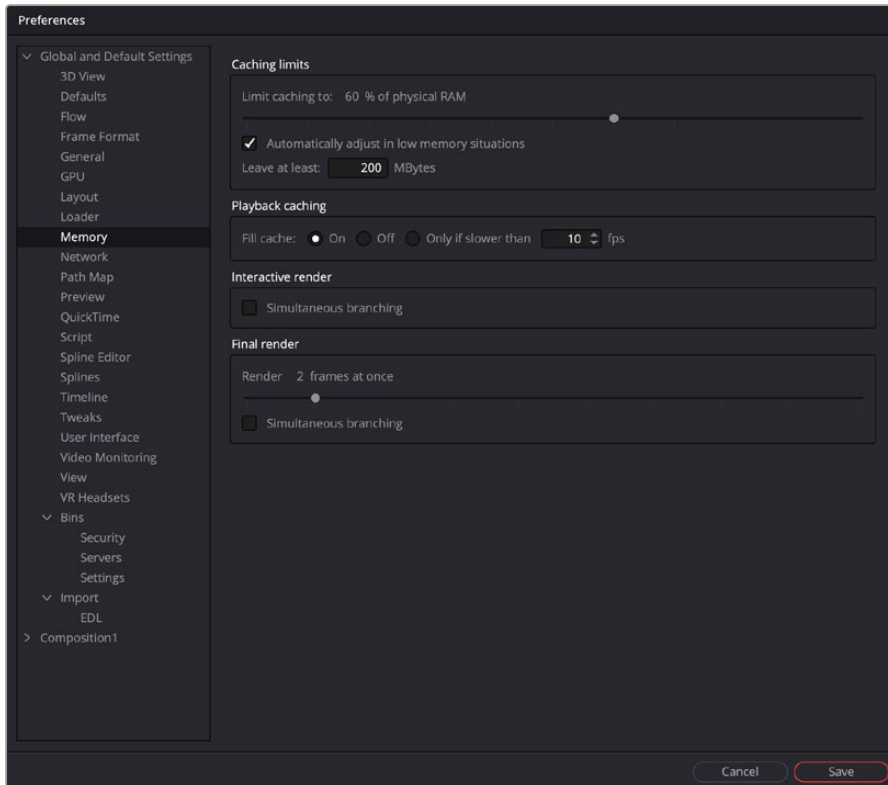 Preferences
Global and Default Settings
3D View
Defaults
Flow
Frame Format
General
GPU
Layout
Loader
Memory
Network
Path Map
Preview
QuickTime
Script
Spline Editor
Splines
Timeline
Tweaks
User Interface
Video Monitoring
View
VR Headsets
Bins
Security
Servers
Settings
Import
EDL
Composition1
Caching limits
Limit caching to: 60 % of physical RAM
Automatically adjust in low memory situations
Leave at least: 200 MBytes
Playback caching
Fill cache: On Off Only if slower than 10 fps
Interactive render
Simultaneous branching
Final render
Render 2 frames at once
Simultaneous branching
Cancel Save